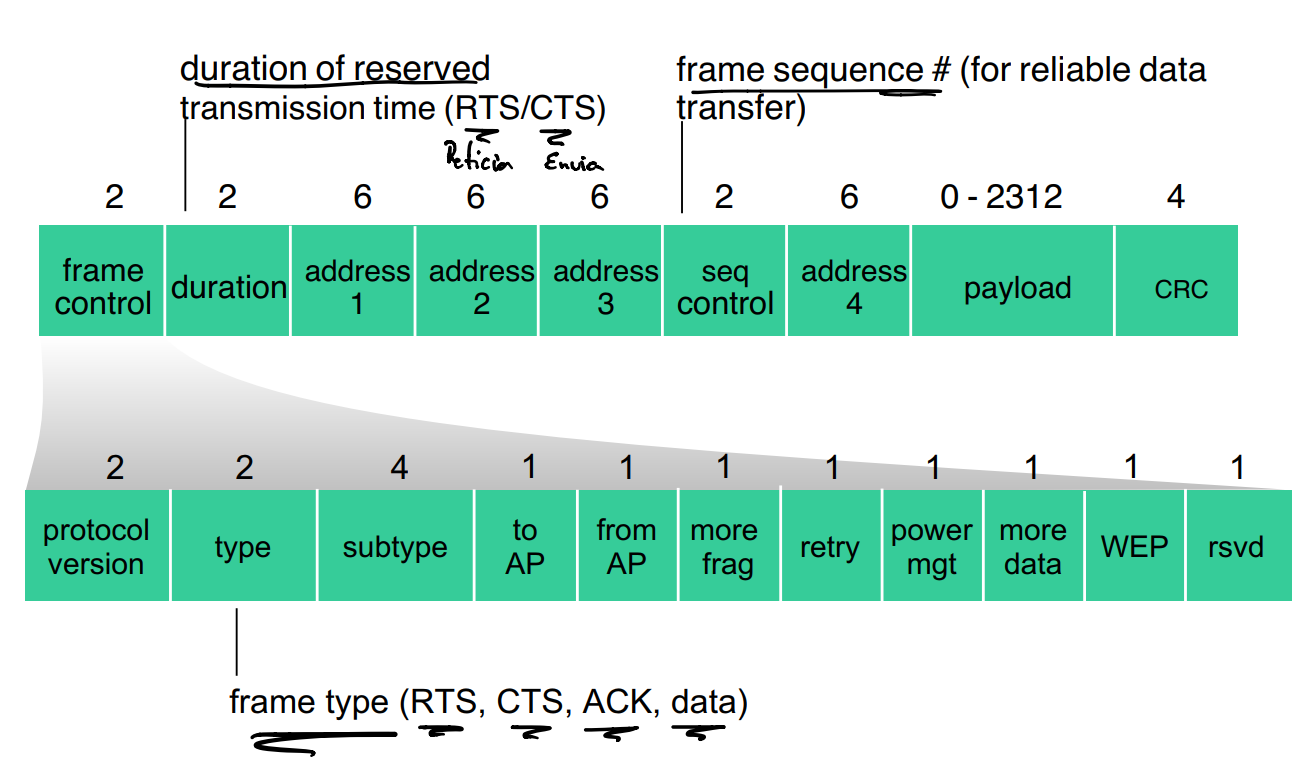 duration of reserved
transmission time (RTS/CTS)
Petición Envia
frame sequence # (for reliable data
transfer)
2 2 6 6 6 2 6 0 - 2312 4
frame control
duration
address 1
address 2
address 3
seq control
address 4
payload
CRC
2 2 4 1 1 1 1 1 1 1 1
protocol version
type
subtype
to AP
from AP
more frag
retry
power mgt
more data
WEP
rsvd
frame type (RTS, CTS, ACK, data)